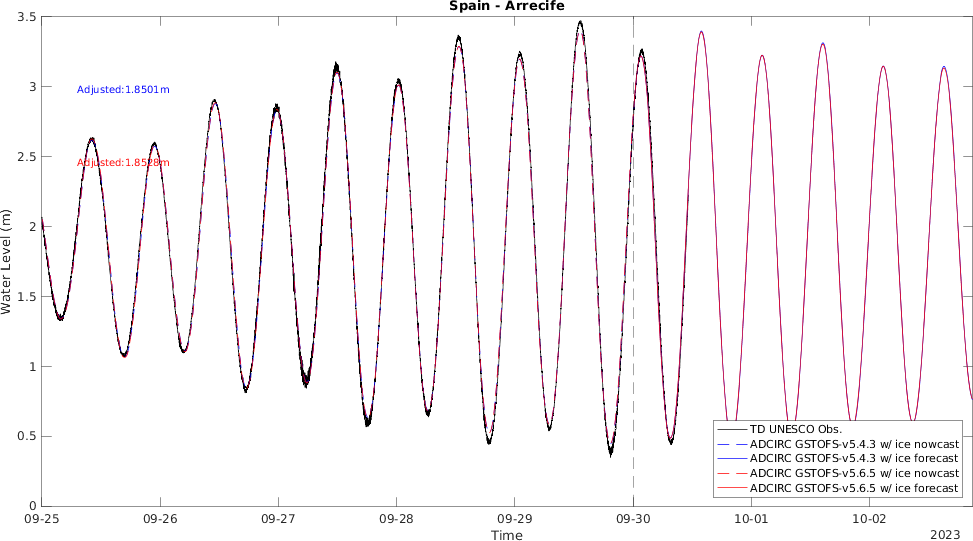 Spain - Arrecife
3.5
3
2.5
2
1.5
1
0.5
0
Water Level (m)
Adjusted:1.8501m
Adjusted:1.8528m
TD UNESCO Obs.
ADCIRC GSTOFS-v5.4.3 w/ ice nowcast
ADCIRC GSTOFS-v5.4.3 w/ ice forecast
ADCIRC GSTOFS-v5.6.5 w/ ice nowcast
ADCIRC GSTOFS-v5.6.5 w/ ice forecast
09-25 09-26 09-27 09-28 09-29 09-30 10-01 10-02
Time
2023